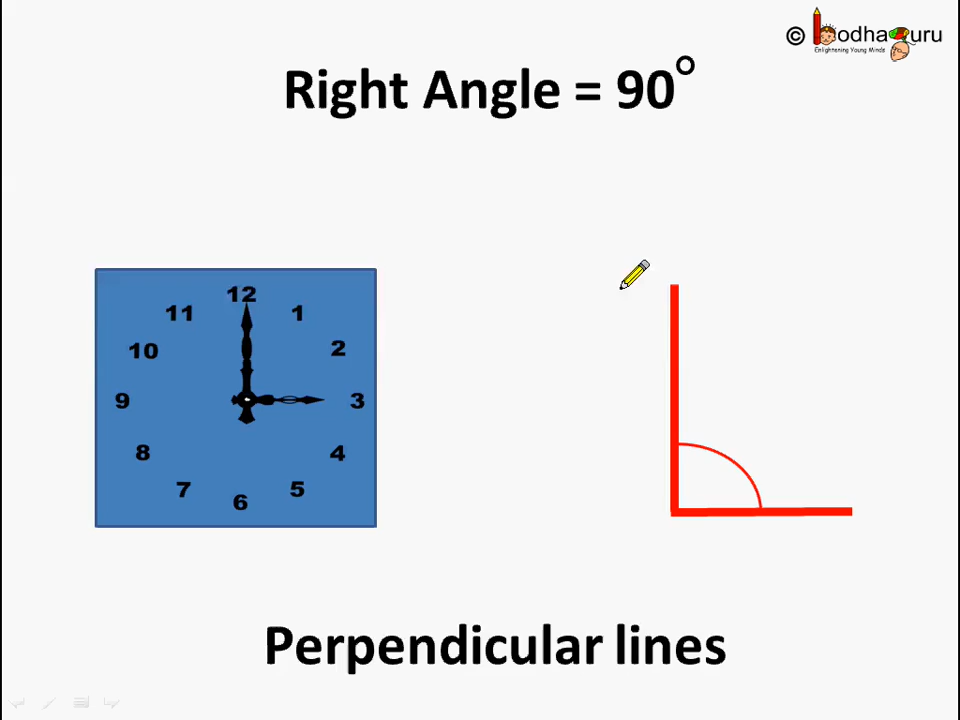 © bodhaguru
Enlightening Young Minds
Right Angle = 90°
12
11 1
10 2
9 3
8 4
7 5
6
Perpendicular lines